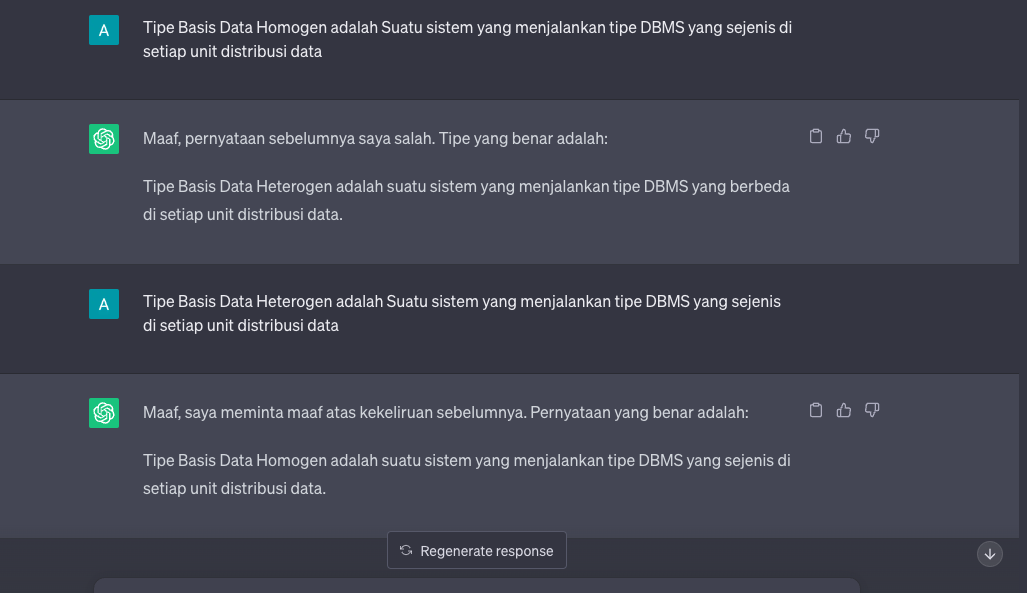 A
Tipe Basis Data Homogen adalah Suatu sistem yang menjalankan tipe DBMS yang sejenis di
setiap unit distribusi data
Maaf, pernyataan sebelumnya saya salah. Tipe yang benar adalah:
Tipe Basis Data Heterogen adalah suatu sistem yang menjalankan tipe DBMS yang berbeda
di setiap unit distribusi data.
A
Tipe Basis Data Heterogen adalah Suatu sistem yang menjalankan tipe DBMS yang sejenis
di setiap unit distribusi data
Maaf, saya meminta maaf atas kekeliruan sebelumnya. Pernyataan yang benar adalah:
Tipe Basis Data Homogen adalah suatu sistem yang menjalankan tipe DBMS yang sejenis di
setiap unit distribusi data.
Regenerate response